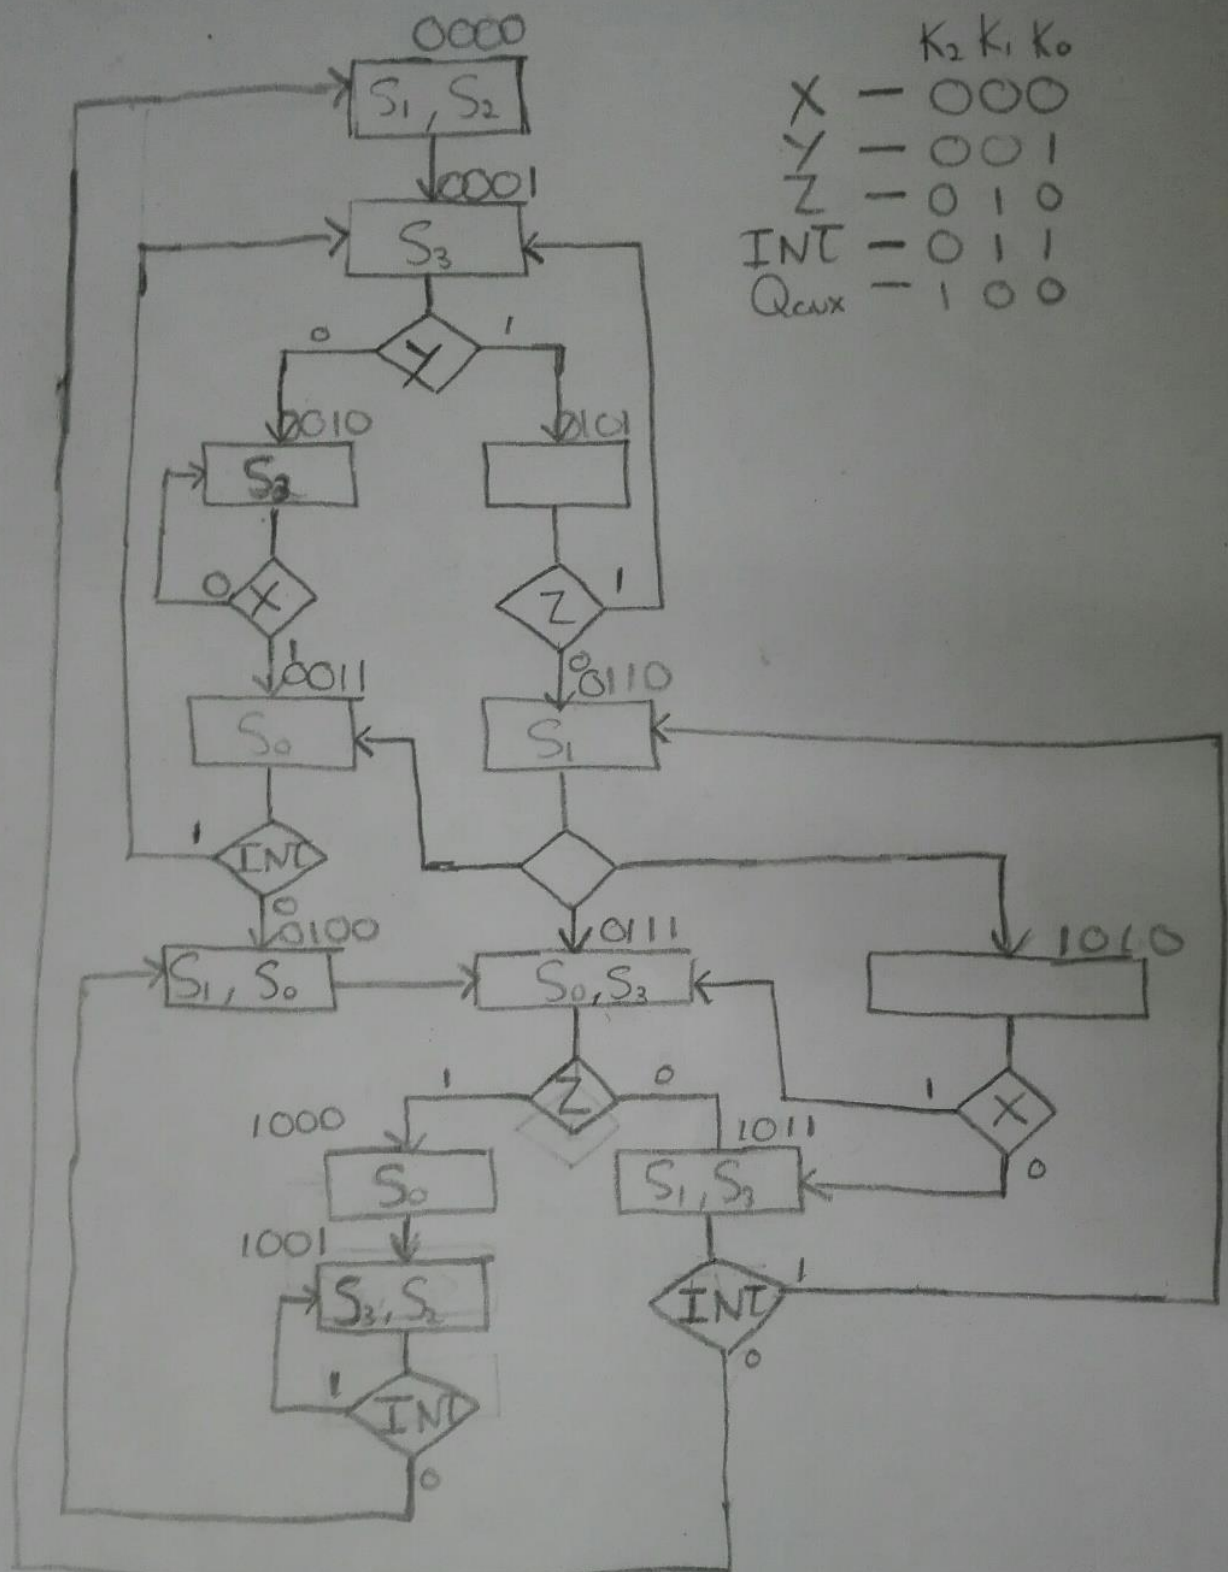 0000
K2 K1 K0
S1, S2
X - 000
Y - 001
0001
Z - 010
S3
INT - 011
Qaux - 100
0 Y 1
0010 0101
0 X
Z 1
1
0
0011 0110
S0 S1
1 INT
0
0100 0111 1010
S1, S0 S0, S3
1 Z 0
1 X
0
1000 1011
S0 S1, S3
1001
S3, S2
INT 1
0
1 INT
0